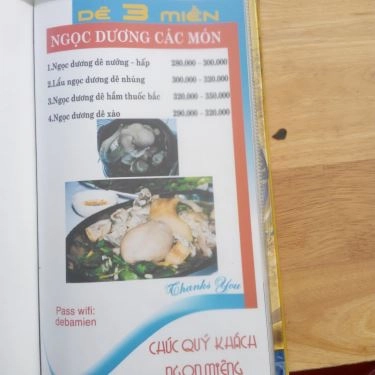 DÊ 3 MIỀN
NGỌC DƯƠNG CÁC MÓN
1.Ngọc dương dê nướng - hấp 280,000 - 300.000
2.Lẩu ngọc dương dê nhúng 300,000 - 320.000
3.Ngọc dương dê hầm thuốc bắc 320,000 - 350.000
4.Ngọc dương dê xào 290,000 - 320.000
Thanks You
Pass wifi:
debamien
CHÚC QUÝ KHÁCH
NGON MIỆNG